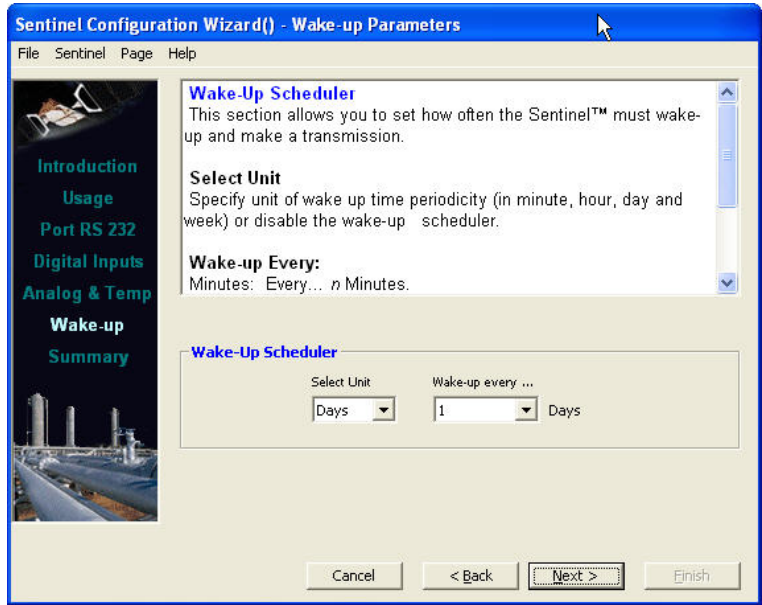 Sentinel Configuration Wizard() - Wake-up Parameters
File Sentinel Page Help
Introduction
Usage
Port RS 232
Digital Inputs
Analog & Temp
Wake-up
Summary
Wake-Up Scheduler
This section allows you to set how often the Sentinel™ must wake-
up and make a transmission.
Select Unit
Specify unit of wake up time periodicity (in minute, hour, day and
week) or disable the wake-up scheduler.
Wake-up Every:
Minutes: Every... n Minutes.
Wake-Up Scheduler
Select Unit Wake-up every ...
Days 1 Days
Cancel < Back Next > Finish